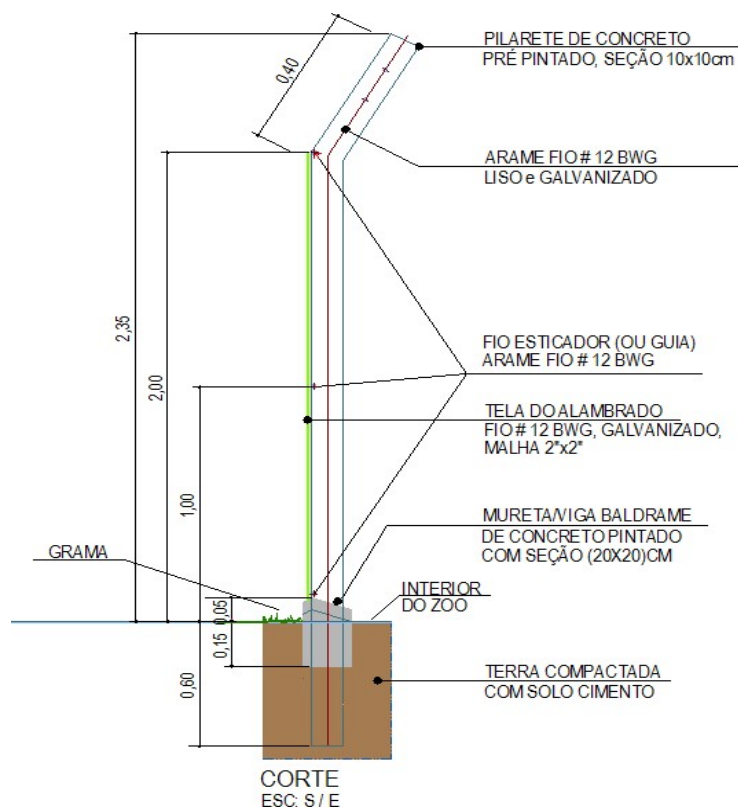 PILARETE DE CONCRETO
PRÉ PINTADO, SEÇÃO 10x10cm
0,40
ARAME FIO # 12 BWG
LISO e GALVANIZADO
2,35
2,00
FIO ESTICADOR (OU GUIA)
ARAME FIO # 12 BWG
TELA DO ALAMBRADO
FIO # 12 BWG, GALVANIZADO,
MALHA 2"x2"
1,00
MURETA/VIGA BALDRAME
DE CONCRETO PINTADO
COM SEÇÃO (20X20)CM
GRAMA
INTERIOR
DO ZOO
0,05
0,15
0,60
TERRA COMPACTADA
COM SOLO CIMENTO
CORTE
ESC: S / E